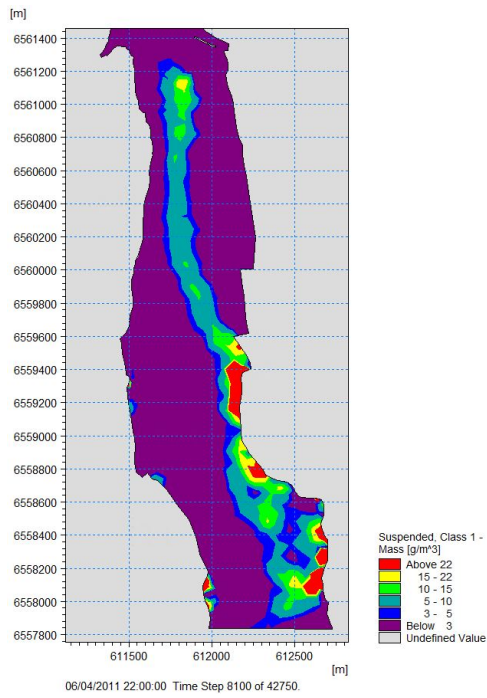 [m]
6561400
6561200
6561000
6560800
6560600
6560400
6560200
6560000
6559800
6559600
6559400
6559200
6559000
6558800
6558600
6558400
6558200
6558000
6557800
611500 612000 612500
[m]
Suspended, Class 1 -
Mass [g/m^3]
Above 22
15 - 22
10 - 15
5 - 10
3 - 5
Below 3
Undefined Value
06/04/2011 22:00:00 Time Step 8100 of 42750.